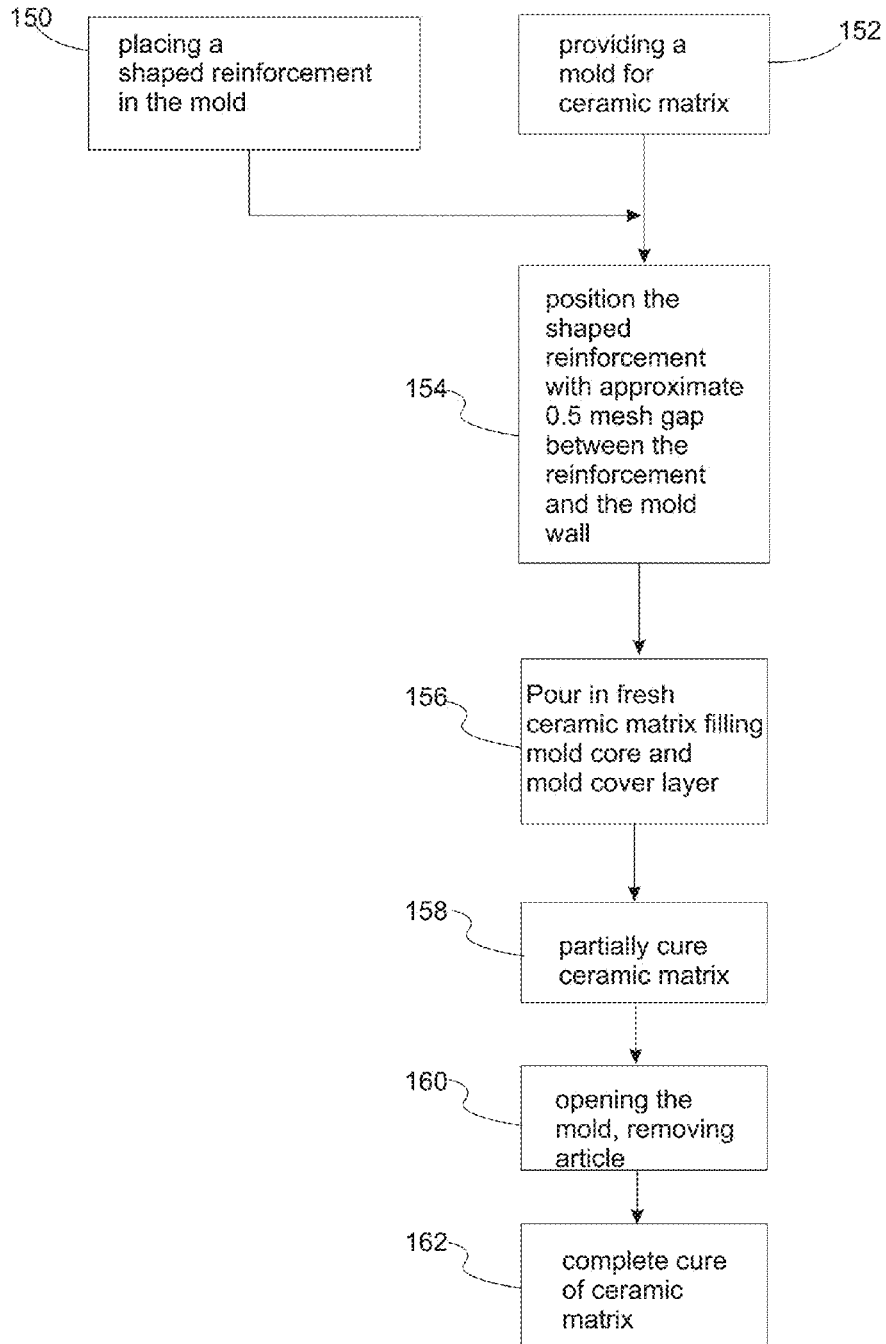 150
placing a
shaped reinforcement
in the mold
providing a
mold for
ceramic matrix
152
154
position the
shaped
reinforcement
with approximate
0.5 mesh gap
between the
reinforcement
and the mold
wall
156
Pour in fresh
ceramic matrix filling
mold core and
mold cover layer
158
partially cure
ceramic matrix
160
opening the
mold, removing
article
162
complete cure
of ceramic
matrix